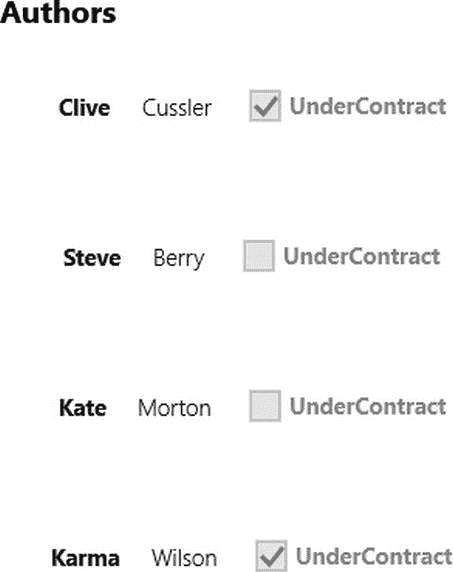 Authors
Clive Cussler UnderContract
Steve Berry UnderContract
Kate Morton UnderContract
Karma Wilson UnderContract